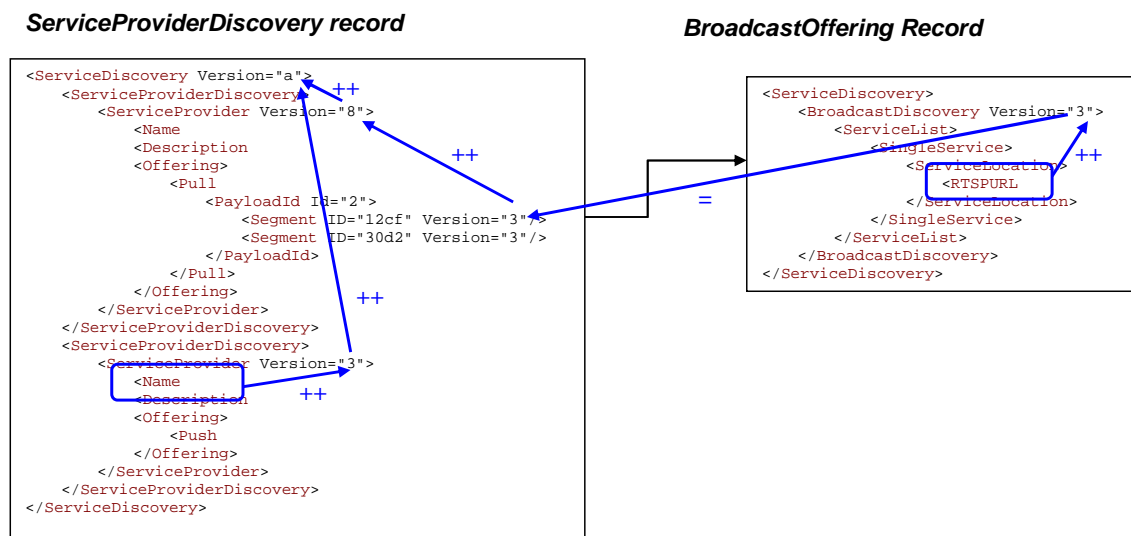 ServiceProviderDiscovery record
<ServiceDiscovery Version="a">
<ServiceProviderDiscovery>
++
<ServiceProvider Version="8">
<Name
<Description
<Offering>
<Pull
++
<PayloadId Id="2">
<Segment ID="12cf" Version="3"/>
<Segment ID="30d2" Version="3"/>
</PayloadId>
</Pull>
</Offering>
++
</ServiceProvider>
</ServiceProviderDiscovery>
<ServiceProviderDiscovery>
<ServiceProvider Version="3">
<Name
++
<Description
<Offering>
<Push
</Offering>
</ServiceProvider>
</ServiceProviderDiscovery>
</ServiceDiscovery>
=
BroadcastOffering Record
<ServiceDiscovery>
<BroadcastDiscovery Version="3">
<ServiceList>
<SingleService>
<ServiceLocation>
++
<RTSPURL
</ServiceLocation>
</SingleService>
</ServiceList>
</BroadcastDiscovery>
</ServiceDiscovery>